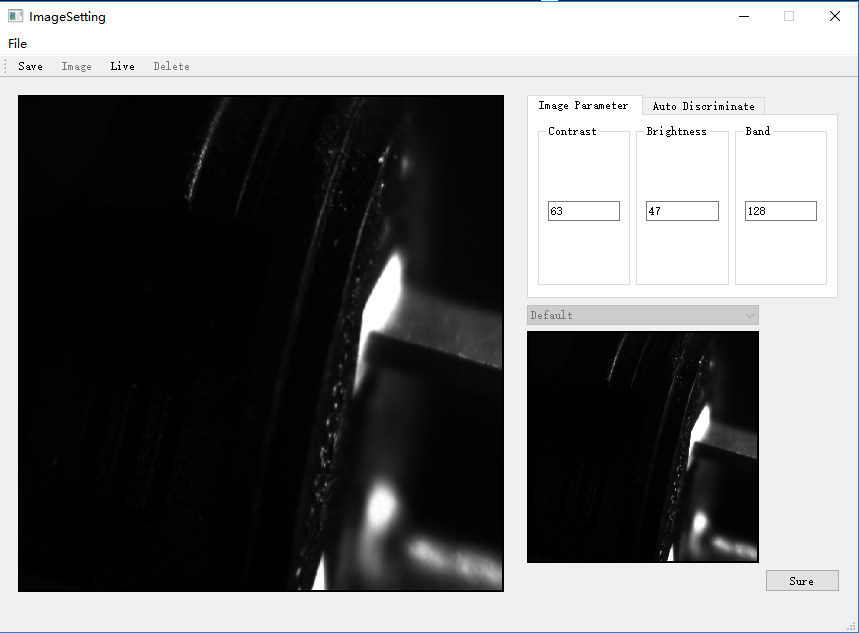 ImageSetting
File
Save Image Live Delete
Image Parameter Auto Discriminate
Contrast Brightness Band
63 47 128
Default
Sure